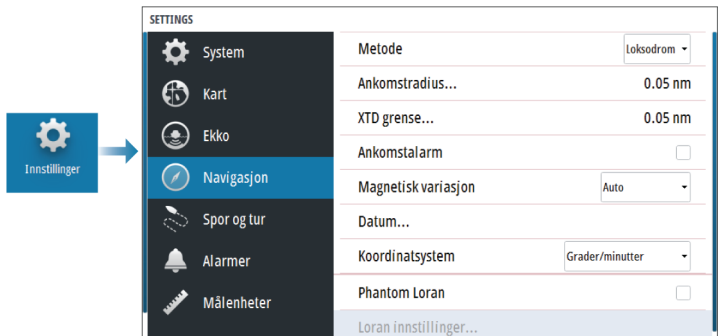 SETTINGS
Innstillinger
System
Kart
Ekko
Navigasjon
Spor og tur
Alarmer
Målenheter
Metode Loksodrom
Ankomstradius... 0.05 nm
XTD grense... 0.05 nm
Ankomstalarm
Magnetisk variasjon Auto
Datum...
Koordinatsystem Grader/minutter
Phantom Loran
Loran innstillinger...